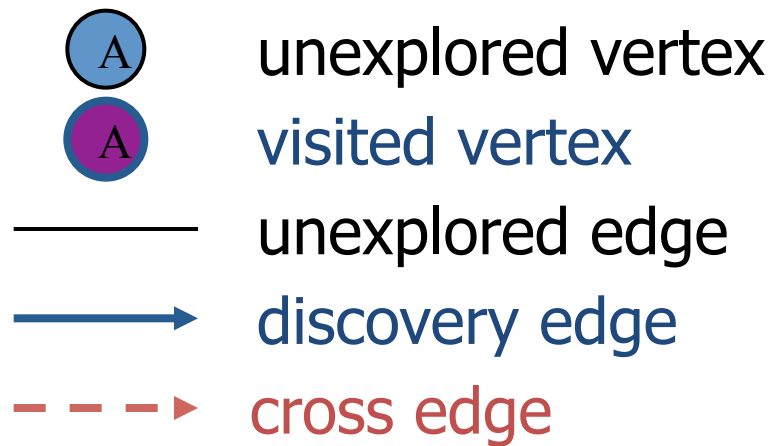 A unexplored vertex
A visited vertex
unexplored edge
discovery edge
cross edge